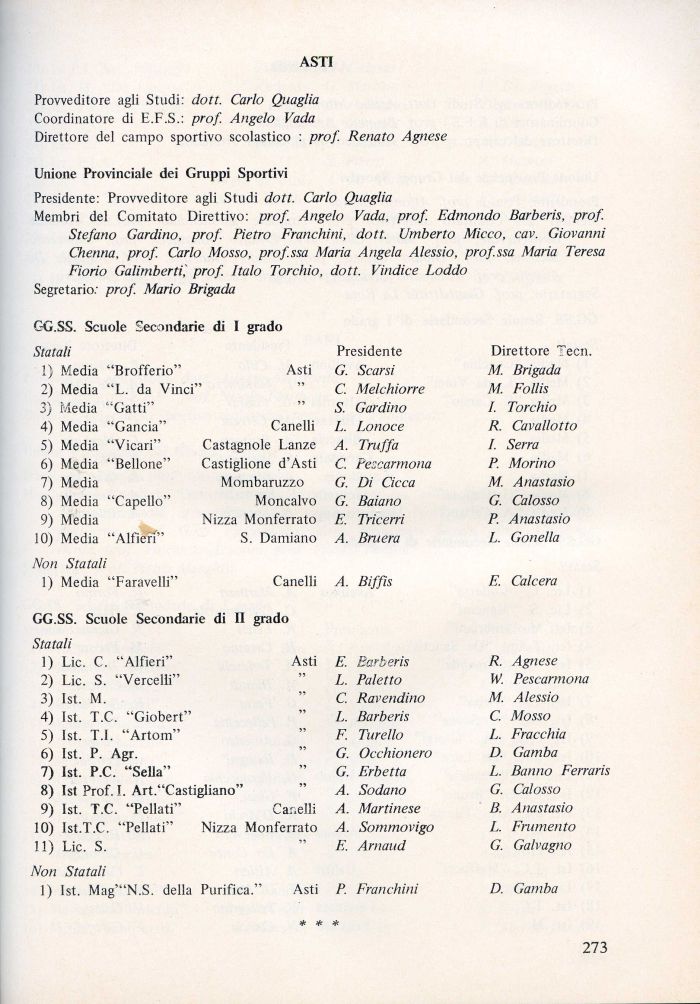 ASTI
Provveditore agli Studi: dott. Carlo Quaglia
Coordinatore di E.F.S.: prof. Angelo Vada
Direttore del campo sportivo scolastico : prof. Renato Agnese
Unione Provinciale dei Gruppi Sportivi
Presidente: Provveditore agli Studi dott. Carlo Quaglia
Membri del Comitato Direttivo: prof. Angelo Vada, prof. Edmondo Barberis, prof.
Stefano Gardino, prof. Pietro Franchini, dott. Umberto Micco, cav. Giovanni
Chenna, prof. Carlo Mosso, prof.ssa Maria Angela Alessio, prof.ssa Maria Teresa
Fiorio Galimberti, prof. Italo Torchio, dott. Vindice Loddo
Segretario: prof. Mario Brigada
GG.SS. Scuole Secondarie di I grado
Statali Presidente Direttore Tecn.
1) Media “Brofferio” Asti G. Scarsi M. Brigada
2) Media “L. da Vinci” ” C. Melchiorre M. Follis
3) Media “Gatti” ” S. Gardino I. Torchio
4) Media “Gancia” Canelli L. Lonoce R. Cavallotto
5) Media “Vicari” Castagnole Lanze A. Truffa I. Serra
6) Media “Bellone” Castiglione d’Asti C. Pescarmona P. Morino
7) Media Mombaruzzo G. Di Cicca M. Anastasio
8) Media “Capello” Moncalvo G. Baiano G. Calosso
9) Media Nizza Monferrato E. Tricerri P. Anastasio
10) Media “Alfieri” S. Damiano A. Bruera L. Gonella
Non Statali
1) Media “Faravelli” Canelli A. Biffis E. Calcera
GG.SS. Scuole Secondarie di II grado
Statali
1) Lic. C. “Alfieri” Asti E. Barberis R. Agnese
2) Lic. S. “Vercelli” ” L. Paletto W. Pescarmona
3) Ist. M. ” C. Ravendino M. Alessio
4) Ist. T.C. “Giobert” ” L. Barberis C. Mosso
5) Ist. T.I. “Artom” ” F. Turello L. Fracchia
6) Ist. P. Agr. ” G. Occhionero D. Gamba
7) Ist. P.C. “Sella” ” G. Erbetta L. Banno Ferraris
8) Ist Prof. I. Art.“Castigliano” ” A. Sodano G. Calosso
9) Ist. T.C. “Pellati” Canelli A. Martinese B. Anastasio
10) Ist.T.C. “Pellati” Nizza Monferrato A. Sommovigo L. Frumento
11) Lic. S. ” E. Arnaud G. Galvagno
Non Statali
1) Ist. Mag’“N.S. della Purifica.” Asti P. Franchini D. Gamba
* * *
273